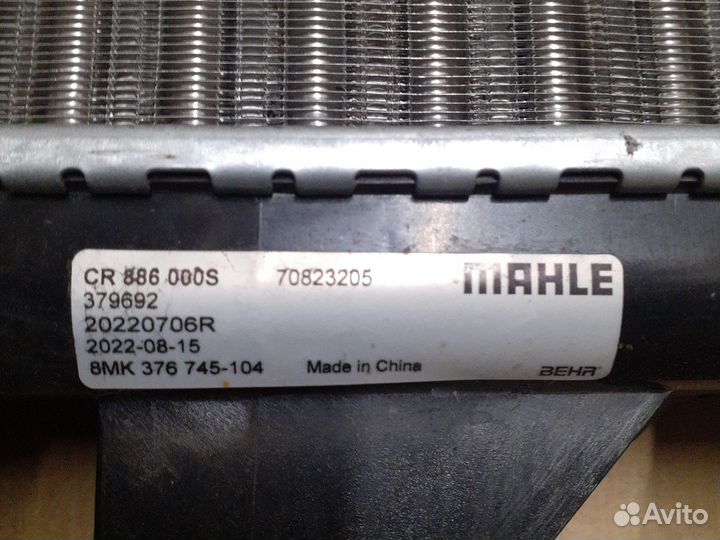 CR 886 000S 70823205 MAHLE
379692
20220706R
2022-08-15
8MK 376 745-104 Made in China BEHR
Avito